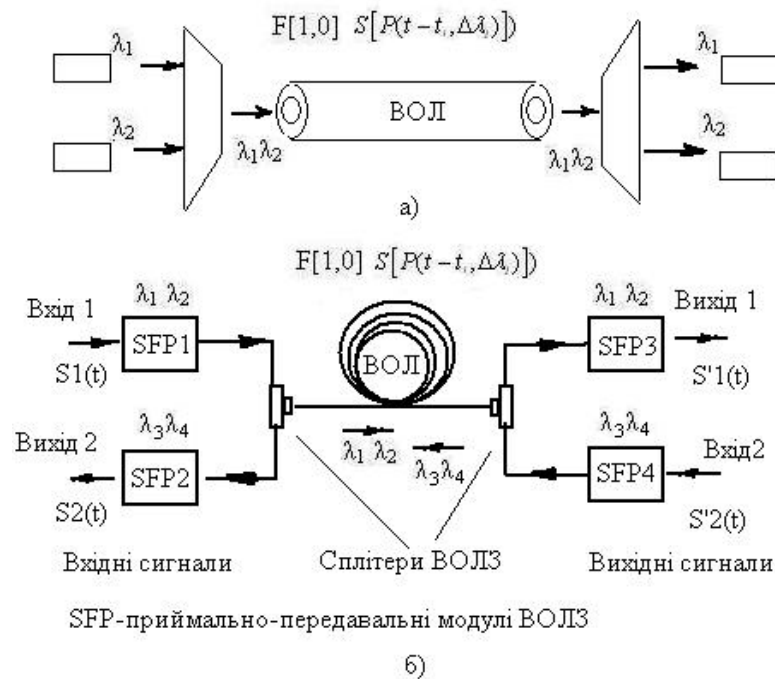 F[1,0] S[P(t−tᵢ,Δλᵢ)])
λ1 λ1
λ2 ВОЛ λ2
λ1λ2 λ1λ2
а)
F[1,0] S[P(t−tᵢ,Δλᵢ)])
Вхід 1 λ1 λ2 λ1 λ2 Вихід 1
SFP1 ВОЛ SFP3
S1(t) S'1(t)
Вихід 2 λ3λ4 λ1 λ2 λ3λ4 λ3λ4 Вхід2
SFP2 SFP4
S2(t) S'2(t)
Вхідні сигнали Сплітери ВОЛЗ Вихідні сигнали
SFP-приймально-передавальні модулі ВОЛЗ
б)